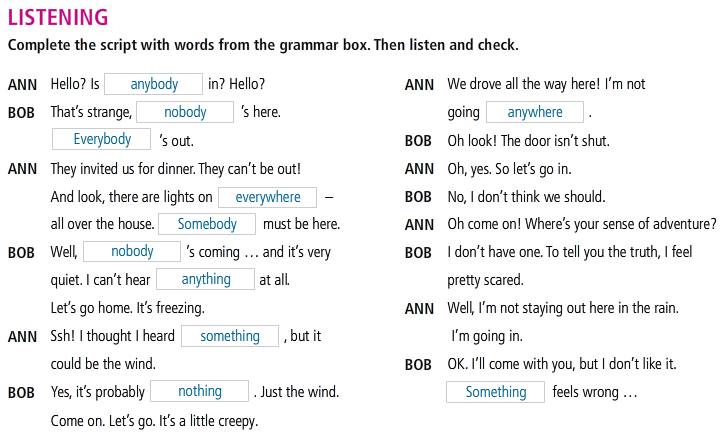 LISTENING
Complete the script with words from the grammar box. Then listen and check.
ANN Hello? Is anybody in? Hello?
BOB That's strange, nobody 's here.
Everybody 's out.
ANN They invited us for dinner. They can't be out!
And look, there are lights on everywhere –
all over the house. Somebody must be here.
BOB Well, nobody 's coming ... and it's very
quiet. I can't hear anything at all.
Let's go home. It's freezing.
ANN Ssh! I thought I heard something , but it
could be the wind.
BOB Yes, it's probably nothing . Just the wind.
Come on. Let's go. It's a little creepy.
ANN We drove all the way here! I'm not
going anywhere .
BOB Oh look! The door isn't shut.
ANN Oh, yes. So let's go in.
BOB No, I don't think we should.
ANN Oh come on! Where's your sense of adventure?
BOB I don't have one. To tell you the truth, I feel
pretty scared.
ANN Well, I'm not staying out here in the rain.
I'm going in.
BOB OK. I'll come with you, but I don't like it.
Something feels wrong ...